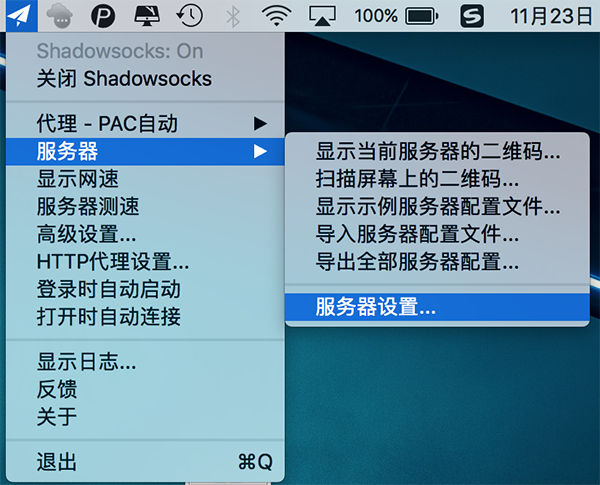 100%
11月23日
Shadowsocks: On
关闭 Shadowsocks
代理 - PAC自动
服务器
显示网速
服务器测速
高级设置...
HTTP代理设置...
登录时自动启动
打开时自动连接
显示日志...
反馈
关于
退出 ⌘Q
显示当前服务器的二维码...
扫描屏幕上的二维码...
显示示例服务器配置文件...
导入服务器配置文件...
导出全部服务器配置...
服务器设置...